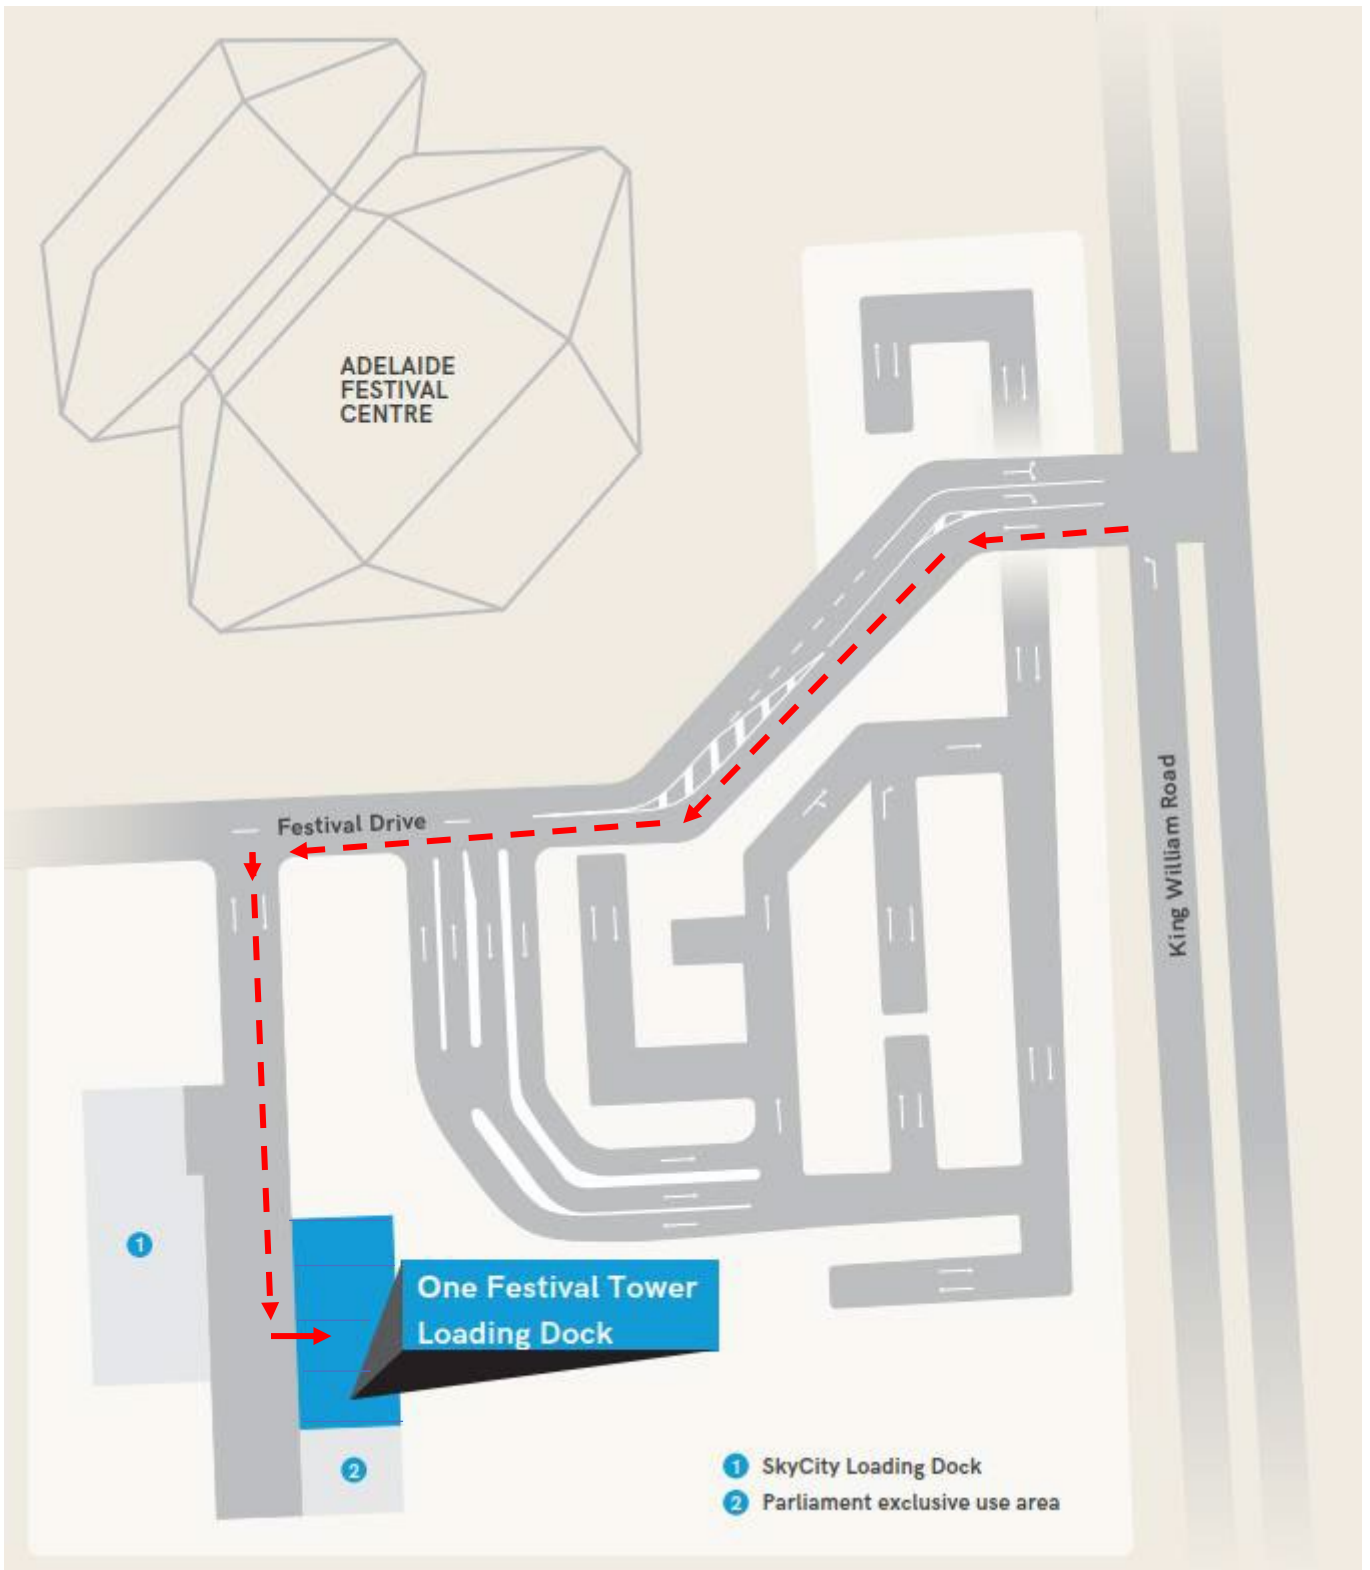 ADELAIDE
FESTIVAL
CENTRE
Festival Drive
King William Road
1
One Festival Tower
Loading Dock
2
1 SkyCity Loading Dock
2 Parliament exclusive use area